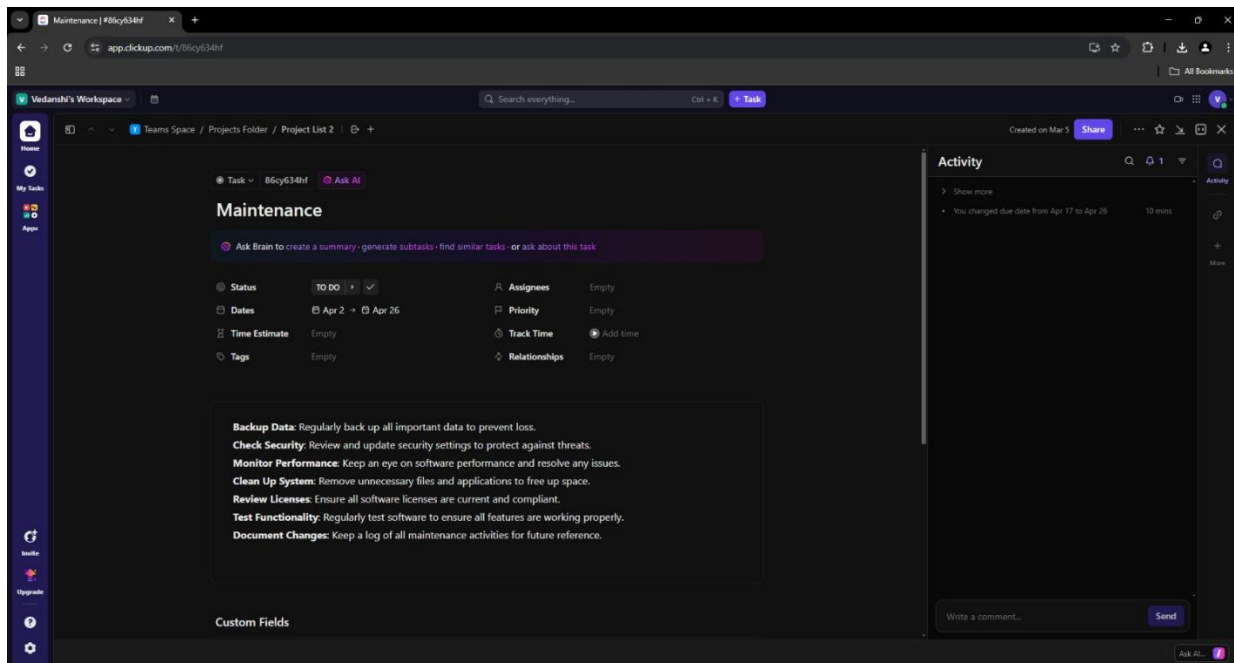 Maintenance | #86cy634hf
app.clickup.com/t/86cy634hf
All Bookmarks
V Vedanshi's Workspace
Search everything... Ctrl + K + Task
V
Home
My Tasks
Apps
Invite
Upgrade
T Teams Space / Projects Folder / Project List 2
Created on Mar 5 Share
Task 86cy634hf Ask AI
Maintenance
Ask Brain to create a summary · generate subtasks · find similar tasks · or ask about this task
Status TO DO Assignees Empty
Dates Apr 2 → Apr 26 Priority Empty
Time Estimate Empty Track Time Add time
Tags Empty Relationships Empty
Backup Data: Regularly back up all important data to prevent loss.
Check Security: Review and update security settings to protect against threats.
Monitor Performance: Keep an eye on software performance and resolve any issues.
Clean Up System: Remove unnecessary files and applications to free up space.
Review Licenses: Ensure all software licenses are current and compliant.
Test Functionality: Regularly test software to ensure all features are working properly.
Document Changes: Keep a log of all maintenance activities for future reference.
Custom Fields
Activity 1
Show more
You changed due date from Apr 17 to Apr 26 10 mins
Write a comment... Send
Activity
More
Ask AI...